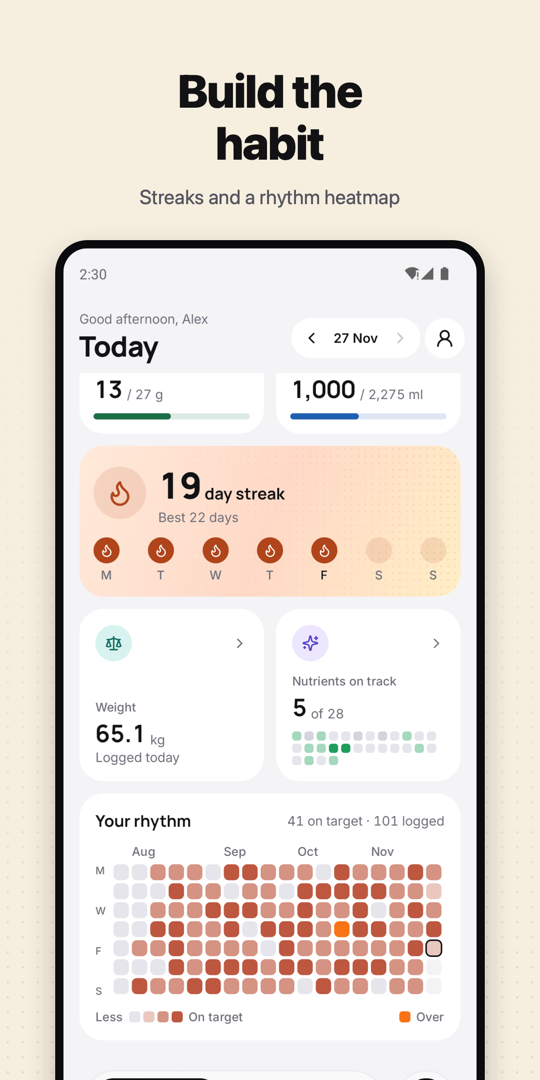 Build the
habit
Streaks and a rhythm heatmap
2:30
Good afternoon, Alex
Today
27 Nov
13 / 27 g
1,000 / 2,275 ml
19 day streak
Best 22 days
M T W T F S S
Weight
65.1 kg
Logged today
Nutrients on track
5 of 28
Your rhythm
41 on target · 101 logged
Aug Sep Oct Nov
M
W
F
S
Less
On target
Over